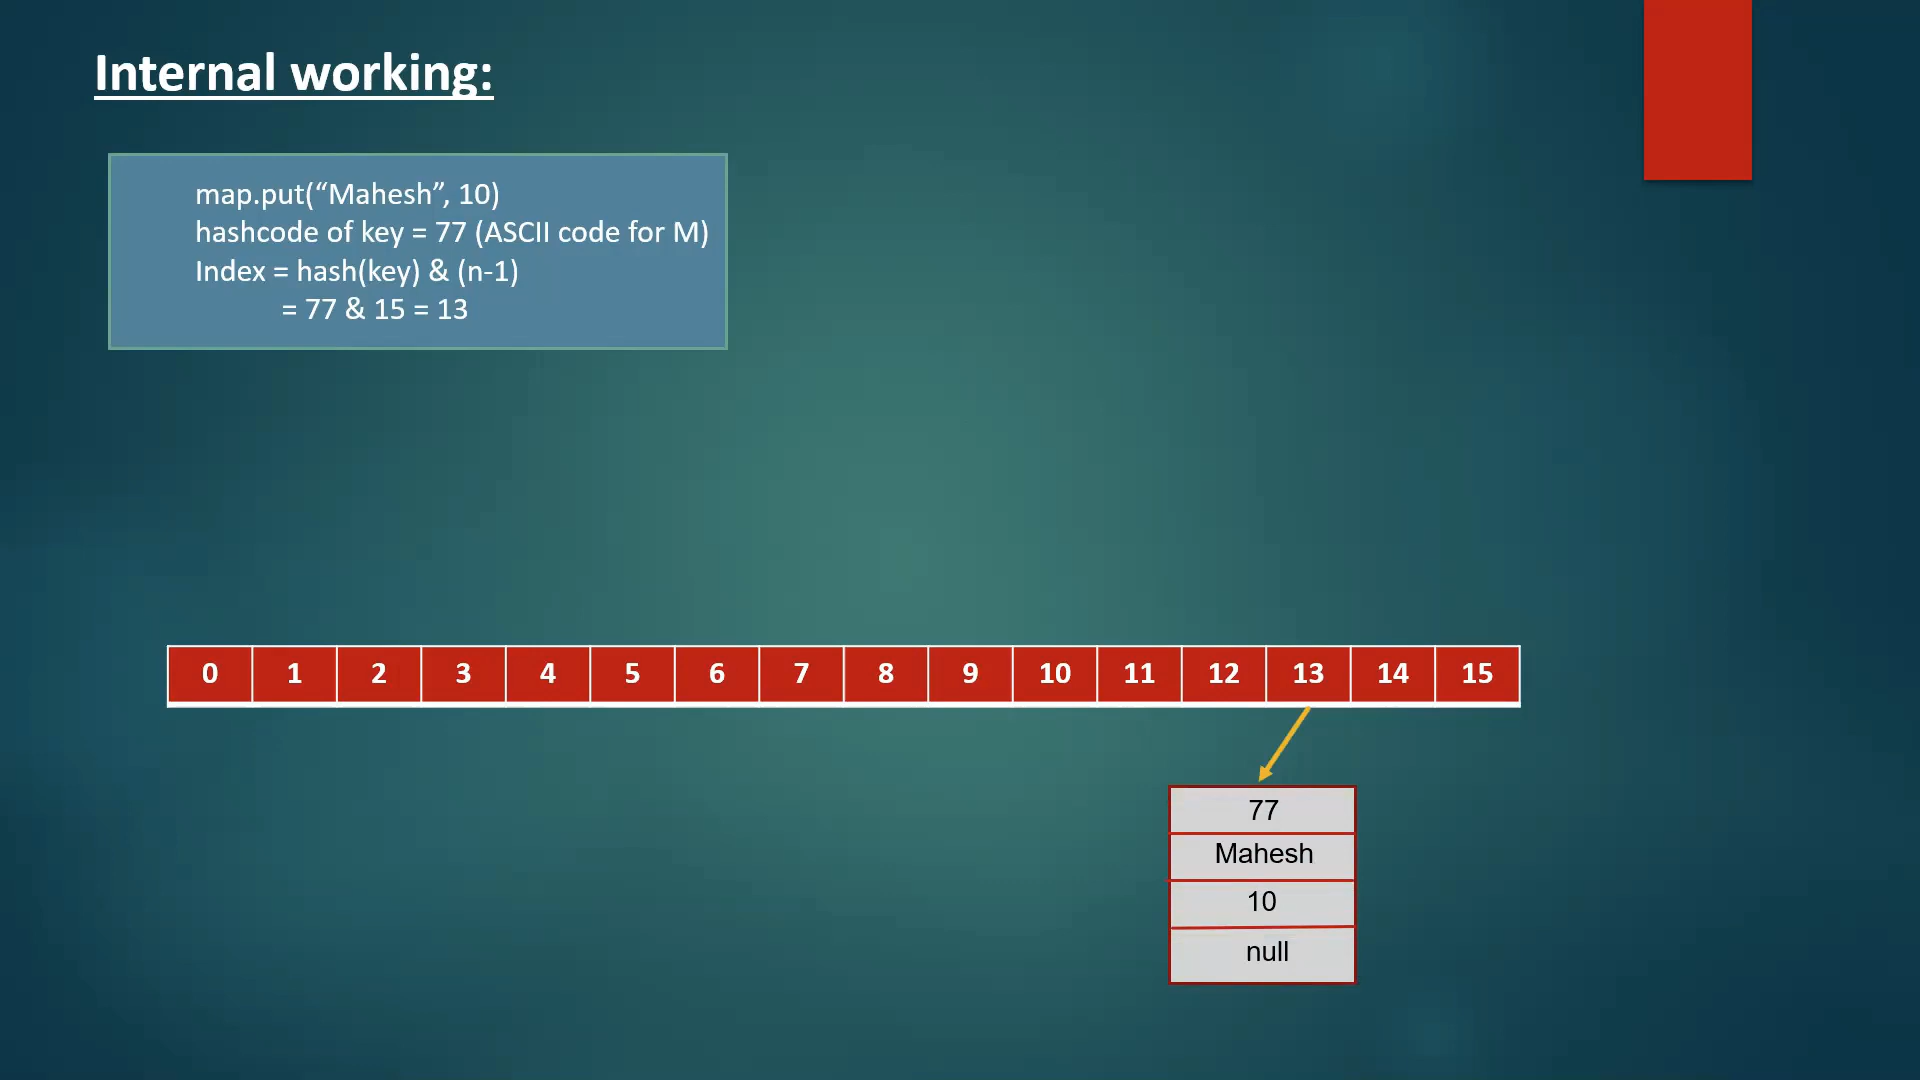 Internal working:
map.put(“Mahesh”, 10)
hashcode of key = 77 (ASCII code for M)
Index = hash(key) & (n-1)
= 77 & 15 = 13
0 1 2 3 4 5 6 7 8 9 10 11 12 13 14 15
77
Mahesh
10
null